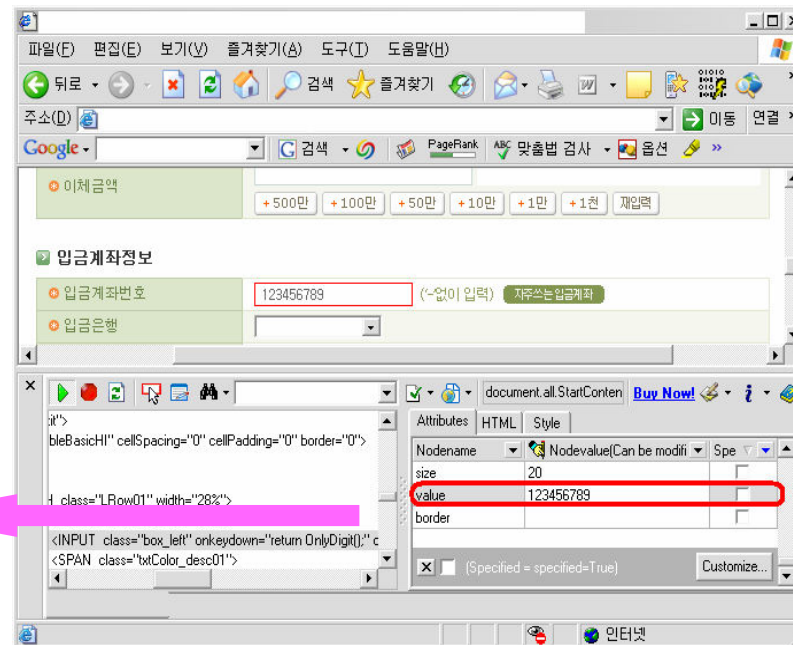 파일(F) 편집(E) 보기(V) 즐겨찾기(A) 도구(T) 도움말(H)
뒤로 검색 즐겨찾기
주소(D) 이동 연결
Google 검색 PageRank ABC 맞춤법 검사 옵션
이체금액
+500만 +100만 +50만 +10만 +1만 +1천 재입력
입금계좌정보
입금계좌번호 123456789 ('-'없이 입력) 자주쓰는입금계좌
입금은행
document.all.StartConten Buy Now!
it">
Attributes HTML Style
bleBasicHI" cellSpacing="0" cellPadding="0" border="0">
Nodename Nodevalue(Can be modifi Spe
size 20
H class="LRow01" width="28%">
value 123456789
border
<INPUT class="box_left" onkeydown="return OnlyDigit();" c
<SPAN class="txtColor_desc01">
(Specified = specified=True) Customize...
인터넷